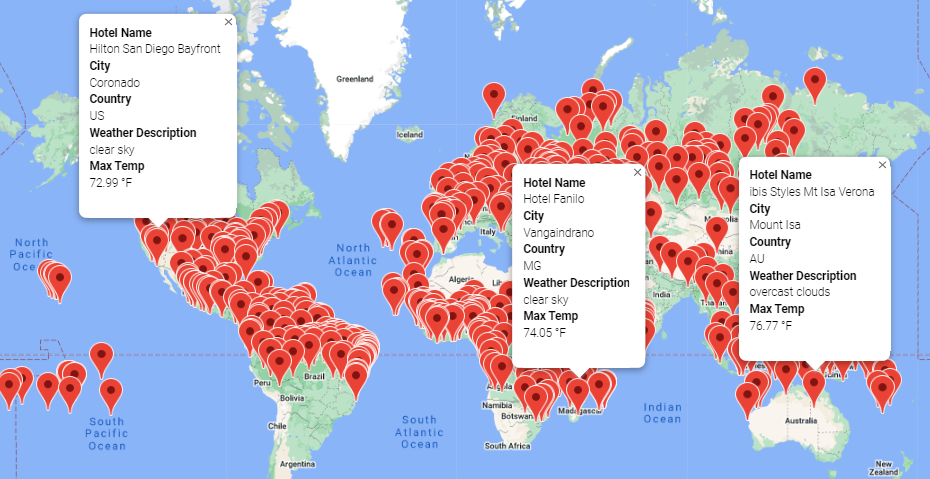 Hotel Name
Hilton San Diego Bayfront
City
Coronado
Country
US
Weather Description
clear sky
Max Temp
72.99 °F
Hotel Name
Hotel Fanilo
City
Vangaindrano
Country
MG
Weather Description
clear sky
Max Temp
74.05 °F
Hotel Name
ibis Styles Mt Isa Verona
City
Mount Isa
Country
AU
Weather Description
overcast clouds
Max Temp
76.77 °F
Greenland
Iceland
Finland
North
Pacific
North
Atlantic
Ocean
Italy
Algeria
India
Peru
Brazil
Bolivia
Chile
Argentina
South
Pacific
Ocean
South
Atlantic
Ocean
Namibia
Madagascar
South Africa
Indian
Ocean
Australia
New
Zealand